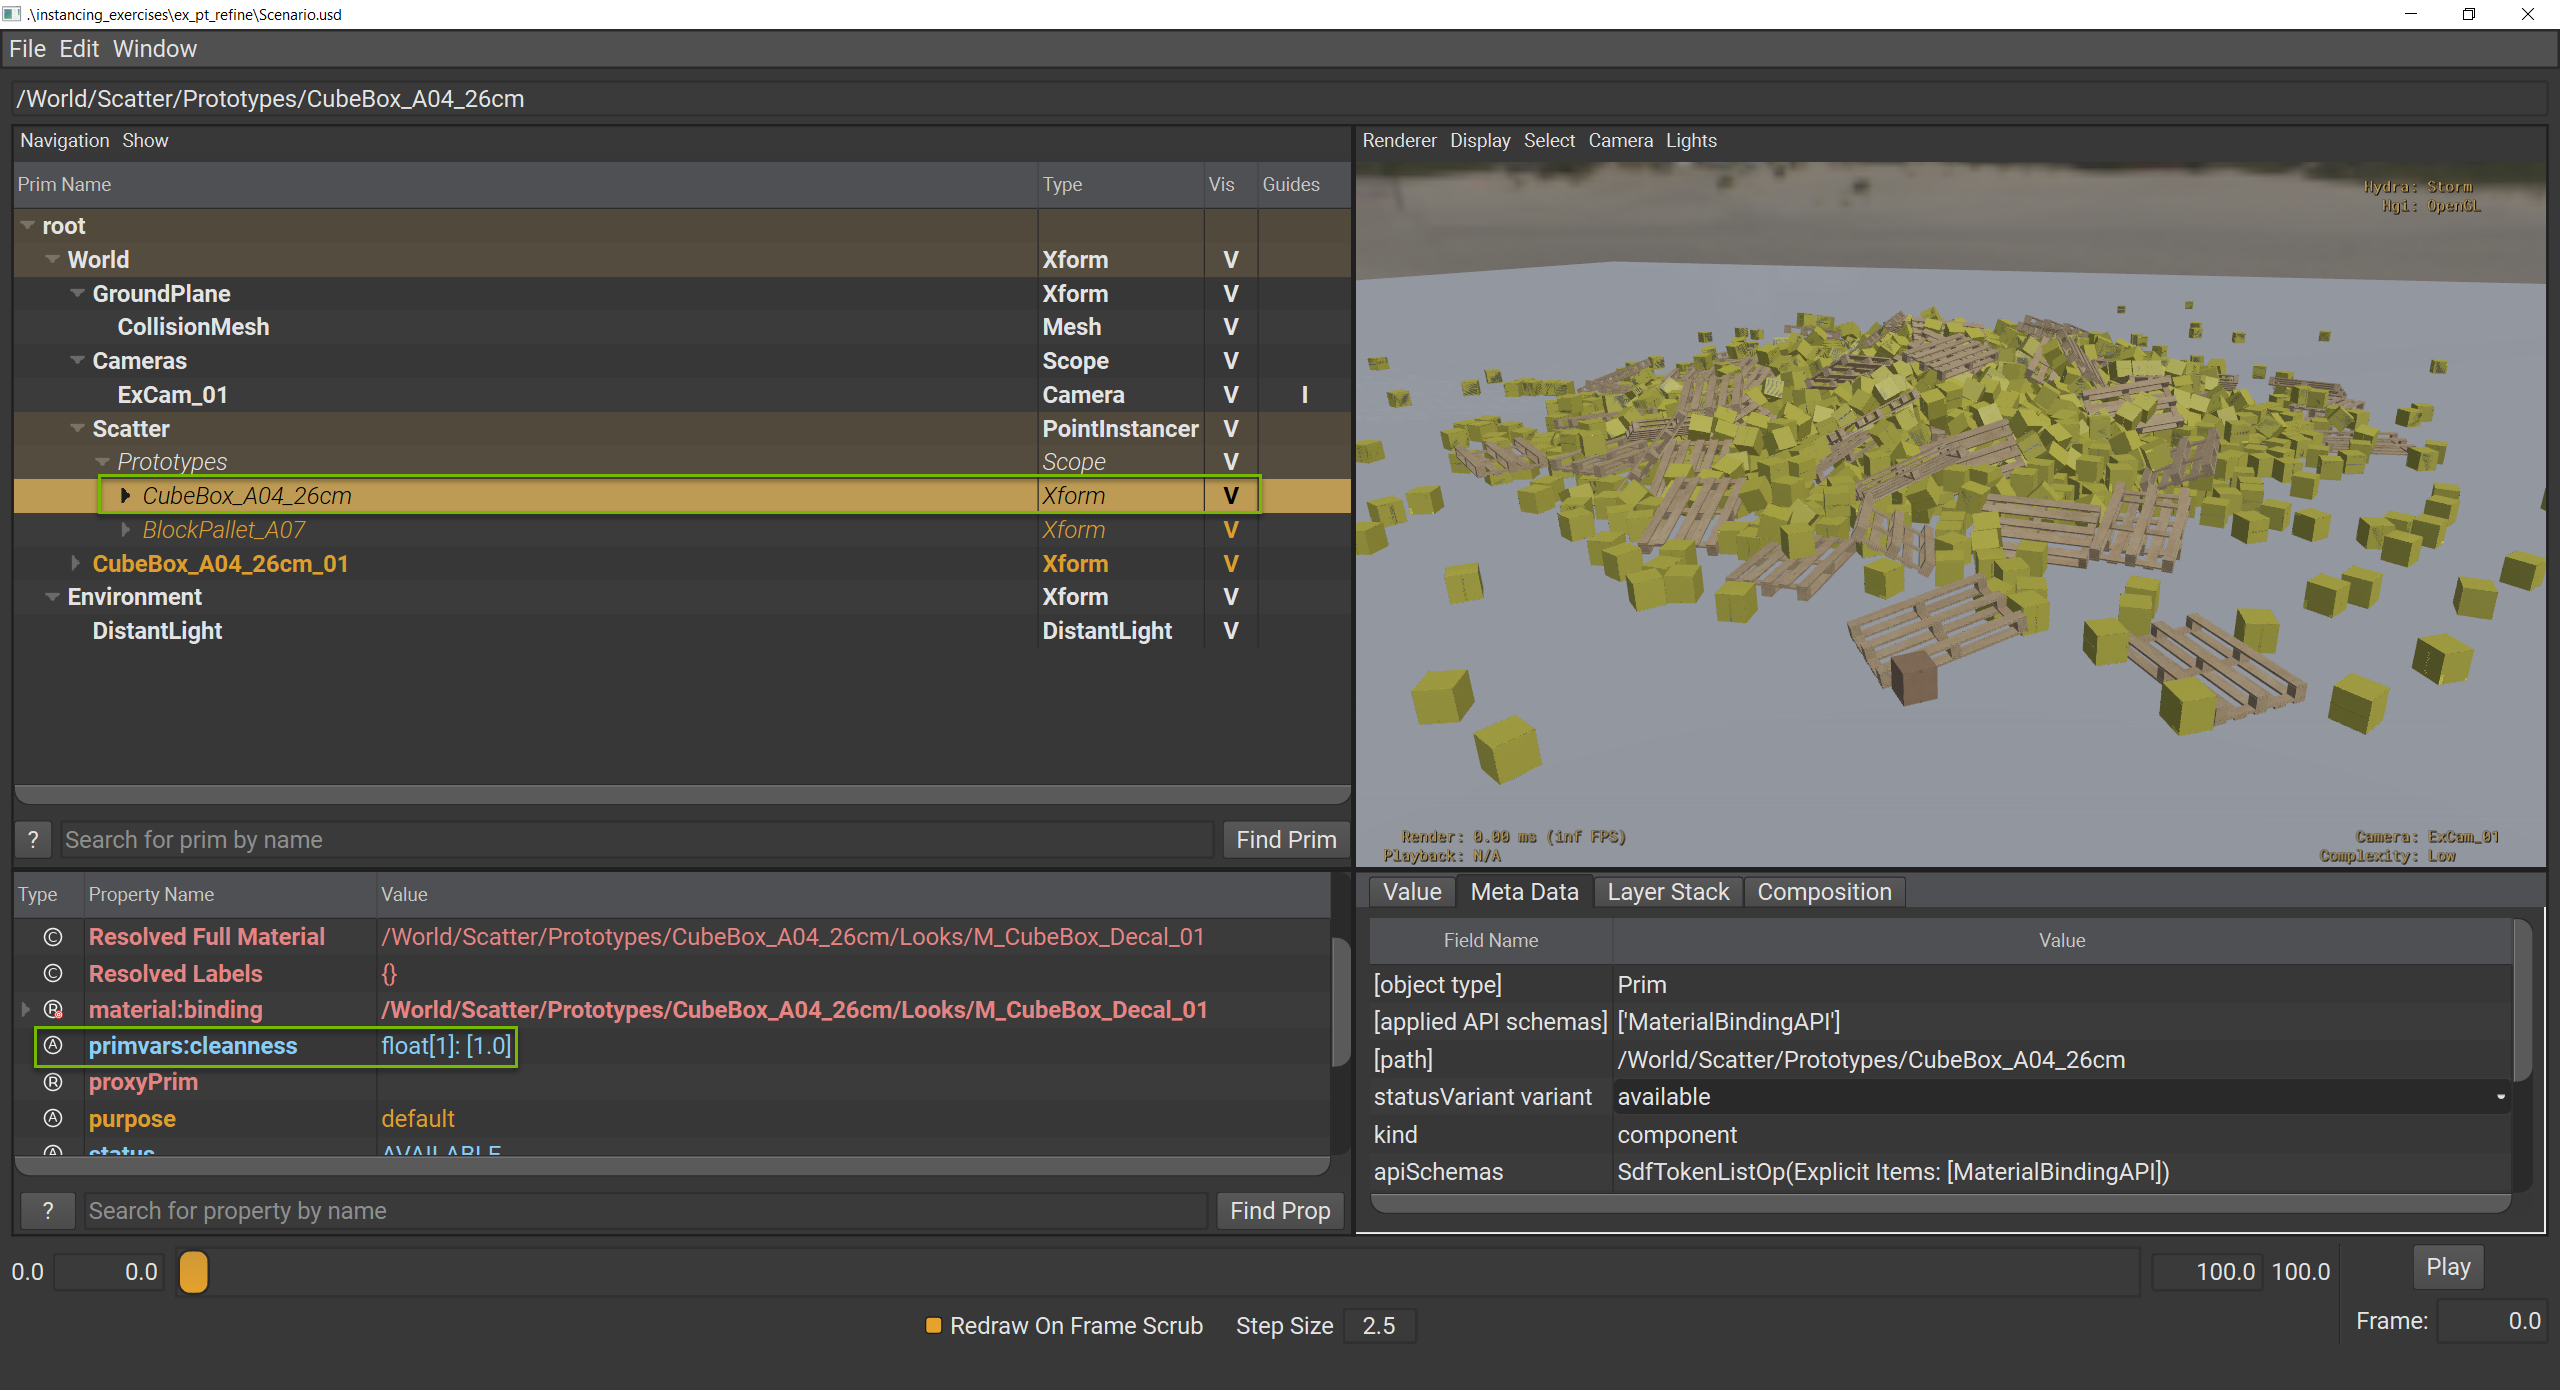 .\instancing_exercises\ex_pt_refine\Scenario.usd
File Edit Window
/World/Scatter/Prototypes/CubeBox_A04_26cm
Navigation Show
Prim Name Type Vis Guides
root
World Xform V
GroundPlane Xform V
CollisionMesh Mesh V
Cameras Scope V
ExCam_01 Camera V I
Scatter PointInstancer V
Prototypes Scope V
CubeBox_A04_26cm Xform V
BlockPallet_A07 Xform V
CubeBox_A04_26cm_01 Xform V
Environment Xform V
DistantLight DistantLight V
? Search for prim by name Find Prim
Renderer Display Select Camera Lights
Hydra: Storm
Hgi: OpenGL
Render: 0.00 ms (inf FPS)
Playback: N/A
Camera: ExCam_01
Complexity: Low
Type Property Name Value
C Resolved Full Material /World/Scatter/Prototypes/CubeBox_A04_26cm/Looks/M_CubeBox_Decal_01
C Resolved Labels {}
R material:binding /World/Scatter/Prototypes/CubeBox_A04_26cm/Looks/M_CubeBox_Decal_01
A primvars:cleanness float[1]: [1.0]
R proxyPrim
A purpose default
A status AVAILABLE
? Search for property by name Find Prop
Value Meta Data Layer Stack Composition
Field Name Value
[object type] Prim
[applied API schemas] ['MaterialBindingAPI']
[path] /World/Scatter/Prototypes/CubeBox_A04_26cm
statusVariant variant available
kind component
apiSchemas SdfTokenListOp(Explicit Items: [MaterialBindingAPI])
0.0 0.0 100.0 100.0 Play
Redraw On Frame Scrub Step Size 2.5 Frame: 0.0